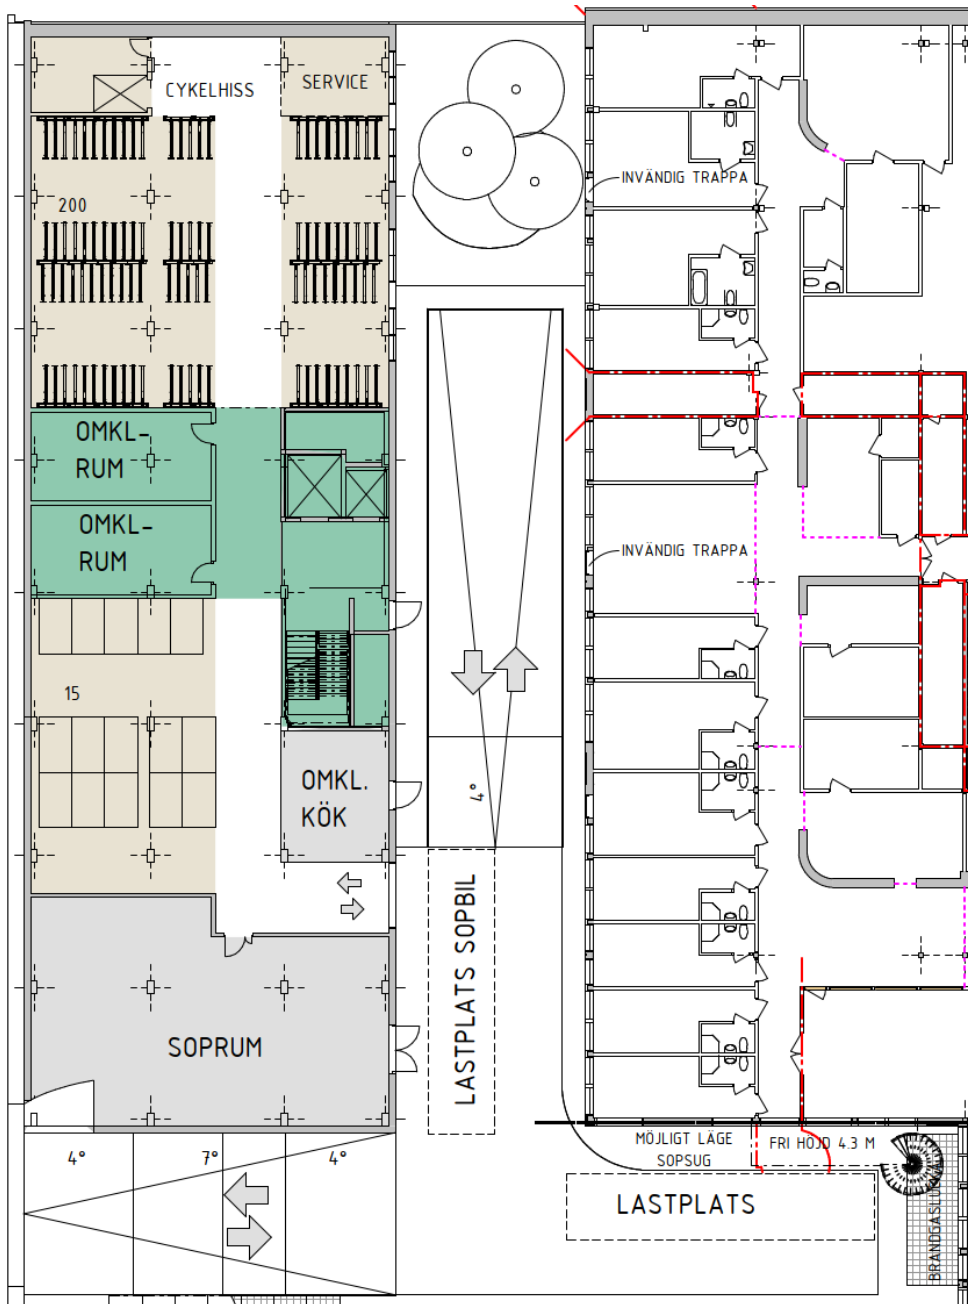 CYKELHISS
SERVICE
200
INVÄNDIG TRAPPA
OMKL-
RUM
OMKL-
RUM
INVÄNDIG TRAPPA
15
OMKL.
KÖK
4°
LASTPLATS SOPBIL
SOPRUM
4°
7°
4°
MÖJLIGT LÄGE
SOPSUG
FRI HÖJD 4.3 M
LASTPLATS